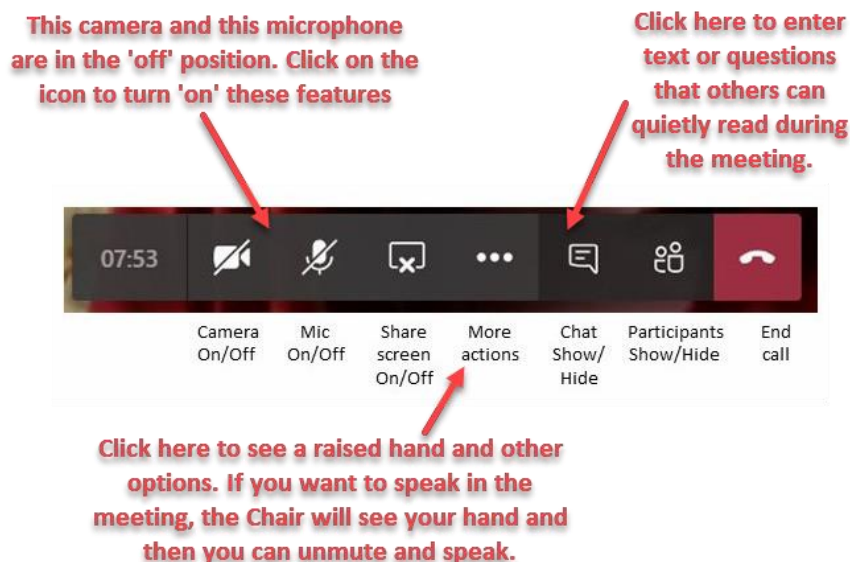 This camera and this microphone
are in the 'off' position. Click on the
icon to turn 'on' these features
Click here to enter
text or questions
that others can
quietly read during
the meeting.
07:53
Camera
On/Off
Mic
On/Off
Share
screen
On/Off
More
actions
Chat
Show/
Hide
Participants
Show/Hide
End
call
Click here to see a raised hand and other
options. If you want to speak in the
meeting, the Chair will see your hand and
then you can unmute and speak.